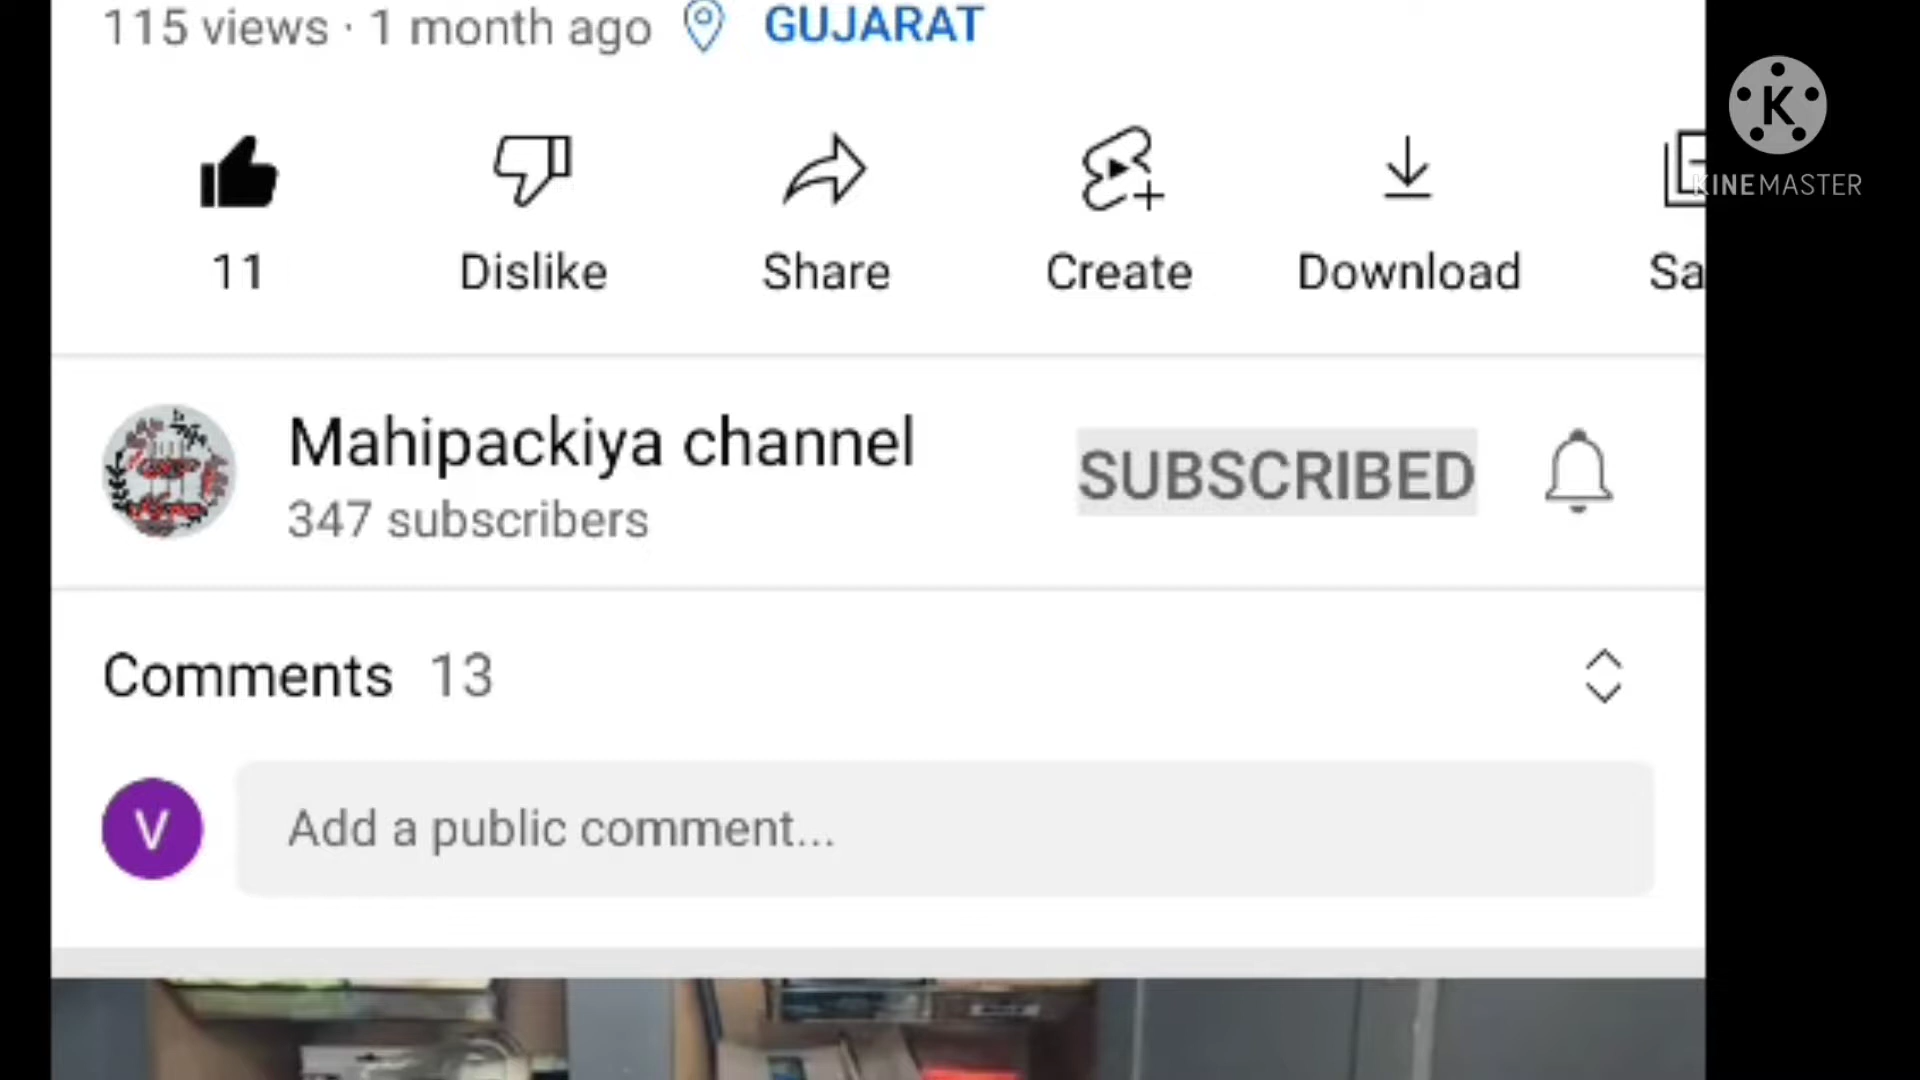 115 views · 1 month ago GUJARAT
11 Dislike Share Create Download Sa
K
KINEMASTER
Mahipackiya channel
347 subscribers
SUBSCRIBED
Comments 13
V
Add a public comment...